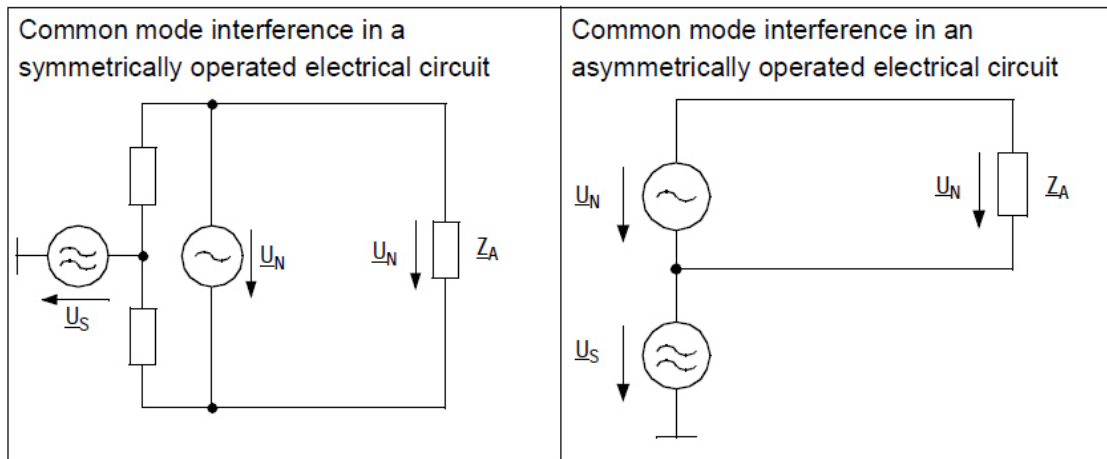 Common mode interference in a
symmetrically operated electrical circuit
U_S
U_N
U_N
Z_A
Common mode interference in an
asymmetrically operated electrical circuit
U_N
U_N
Z_A
U_S